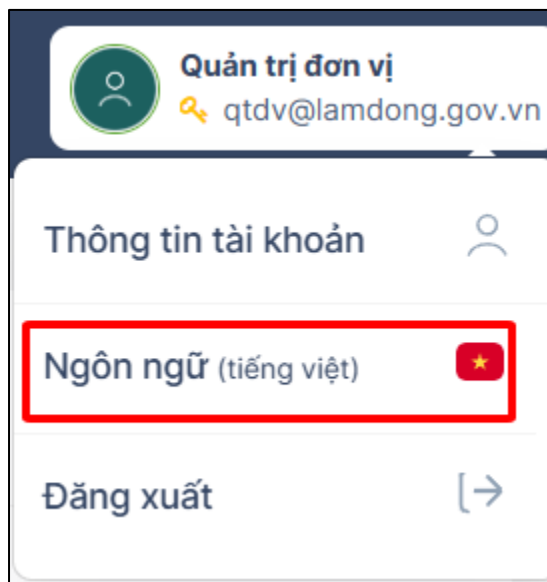 Quản trị đơn vị
qtdv@lamdong.gov.vn
Thông tin tài khoản
Ngôn ngữ (tiếng việt)
Đăng xuất